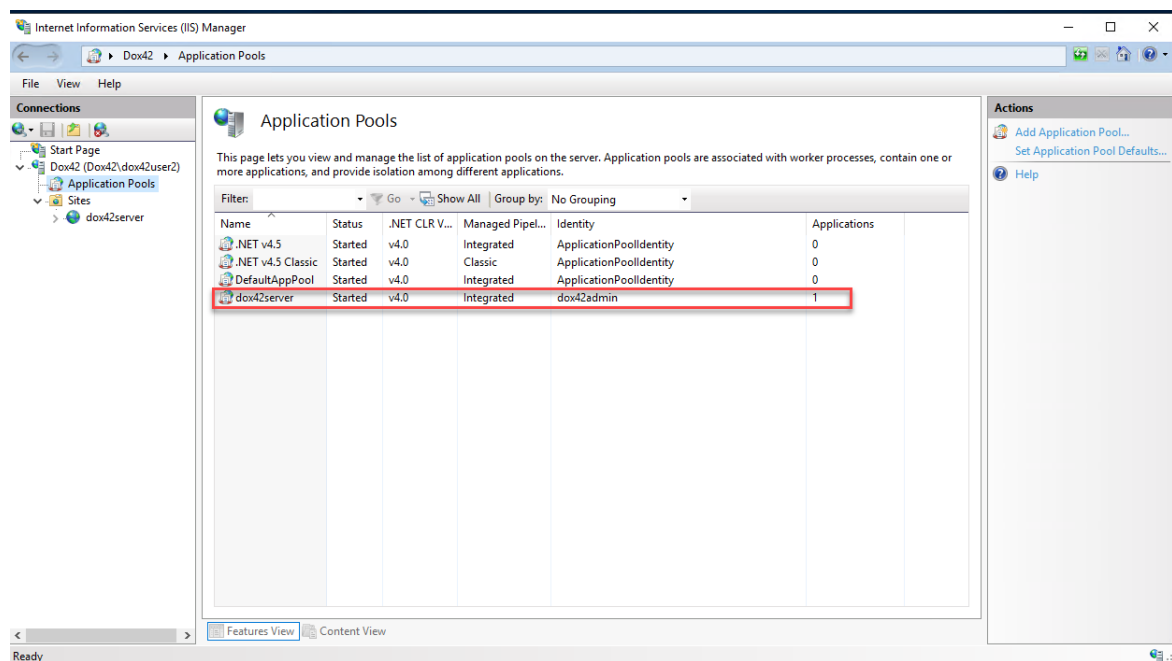 Internet Information Services (IIS) Manager
Dox42 Application Pools
File View Help
Connections
Start Page
Dox42 (Dox42\dox42user2)
Application Pools
Sites
dox42server
Application Pools
This page lets you view and manage the list of application pools on the server. Application pools are associated with worker processes, contain one or
more applications, and provide isolation among different applications.
Filter: Go Show All Group by: No Grouping
Name Status .NET CLR V... Managed Pipel... Identity Applications
.NET v4.5 Started v4.0 Integrated ApplicationPoolIdentity 0
.NET v4.5 Classic Started v4.0 Classic ApplicationPoolIdentity 0
DefaultAppPool Started v4.0 Integrated ApplicationPoolIdentity 0
dox42server Started v4.0 Integrated dox42admin 1
Features View Content View
Actions
Add Application Pool...
Set Application Pool Defaults...
Help
Ready